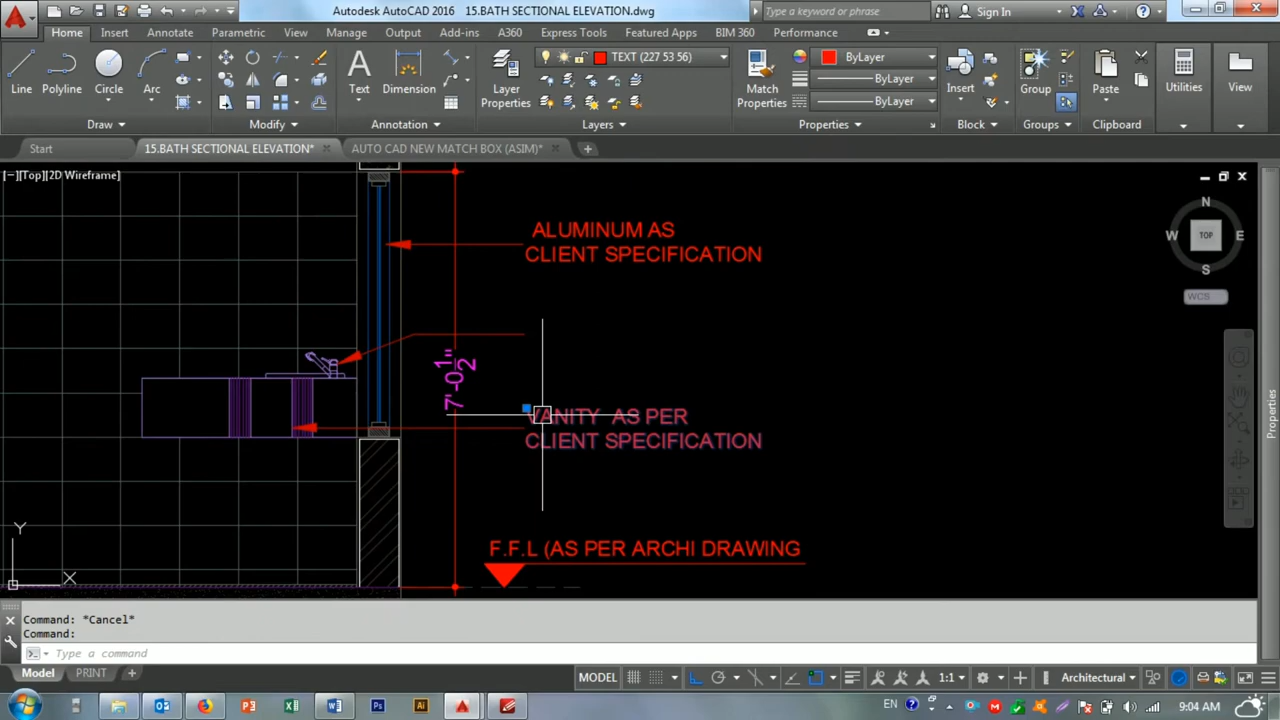 Autodesk AutoCAD 2016 15.BATH SECTIONAL ELEVATION.dwg
Type a keyword or phrase
Sign In
Home Insert Annotate Parametric View Manage Output Add-ins A360 Express Tools Featured Apps BIM 360 Performance
Line Polyline Circle Arc
Text Dimension
Layer Properties
TEXT (227 53 56)
Match Properties
ByLayer
ByLayer
ByLayer
Insert
Group
Paste
Utilities
View
Draw Modify Annotation Layers Properties Block Groups Clipboard
Start 15.BATH SECTIONAL ELEVATION* AUTO CAD NEW MATCH BOX (ASIM)*
[−][Top][2D Wireframe]
N
W TOP E
S
WCS
ALUMINUM AS
CLIENT SPECIFICATION
7'-0 1/2"
VANITY AS PER
CLIENT SPECIFICATION
F.F.L (AS PER ARCHI DRAWING
Y
X
PROPERTIES
Command: *Cancel*
Command:
Type a command
Model PRINT
MODEL 1:1 Architectural
EN 9:04 AM